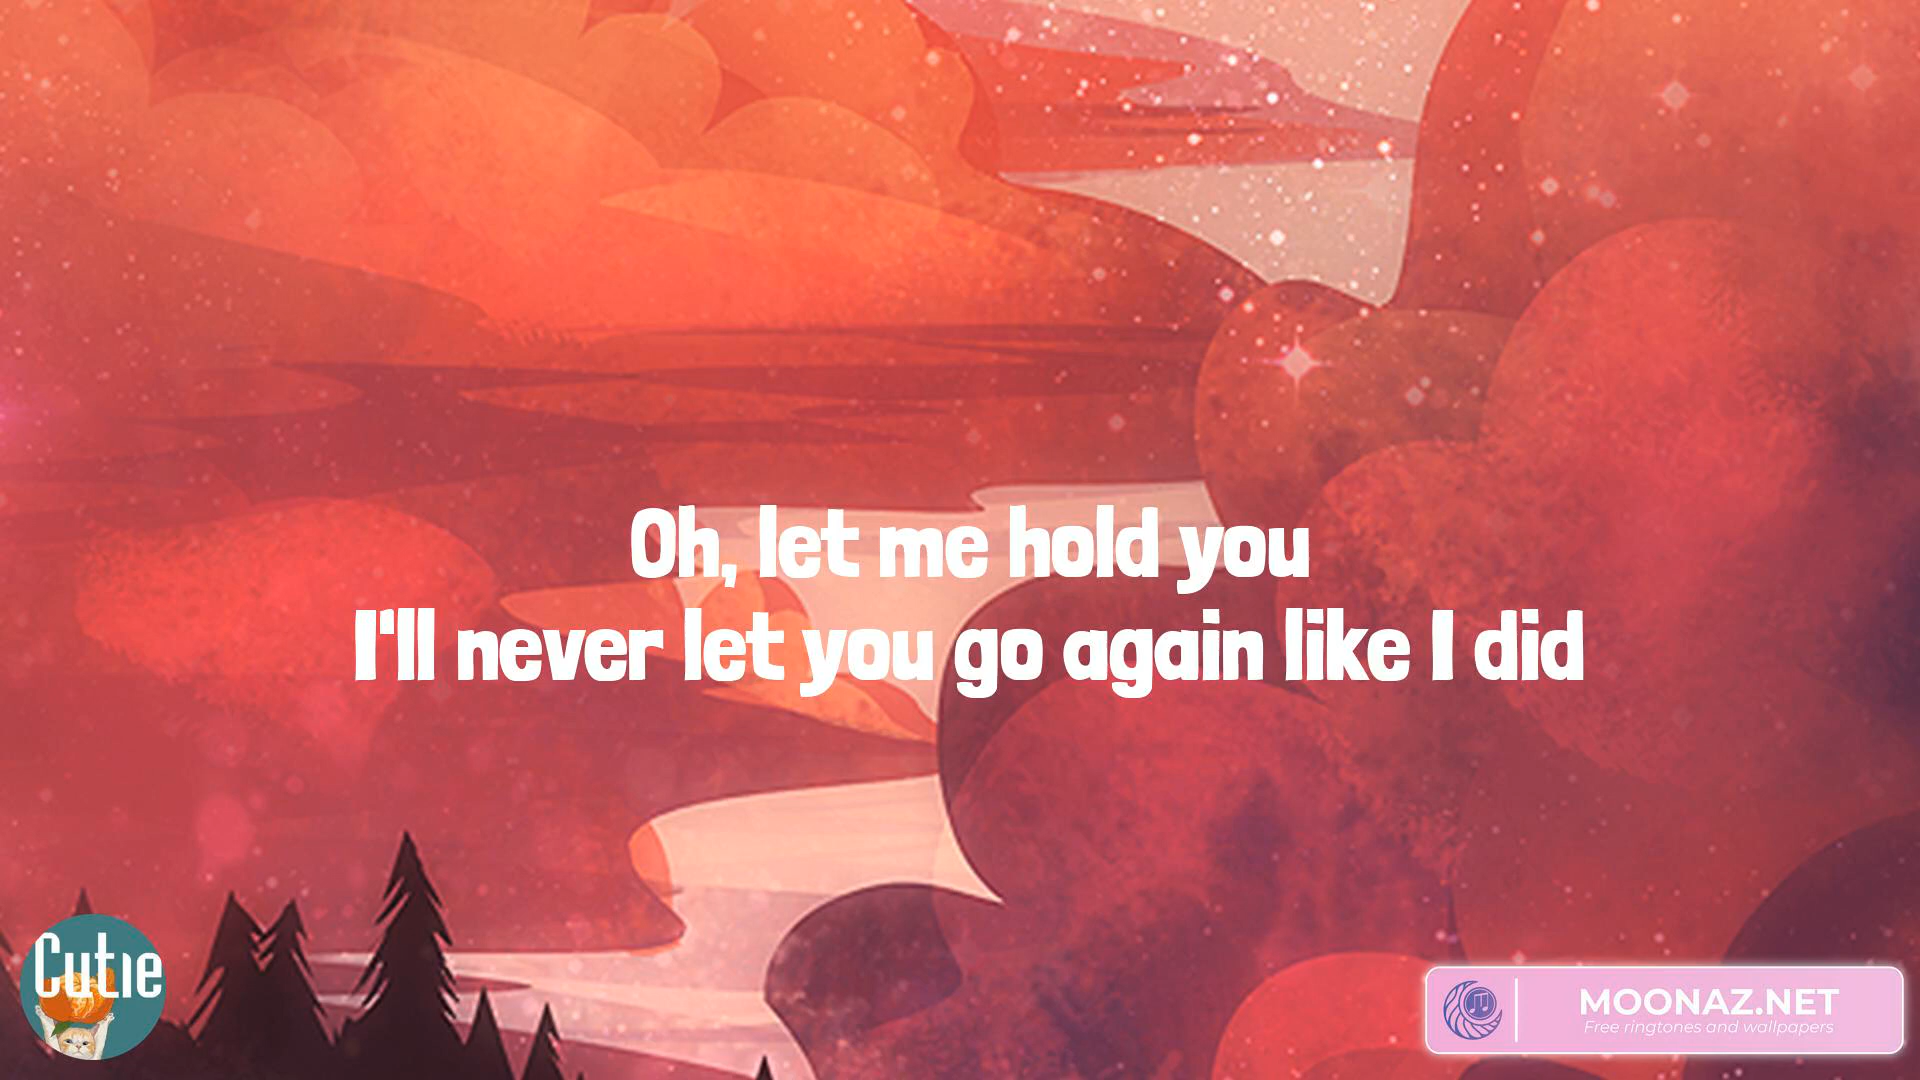 Oh, let me hold you
I'll never let you go again like I did
Cutie
MOONAZ.NET
Free ringtones and wallpapers